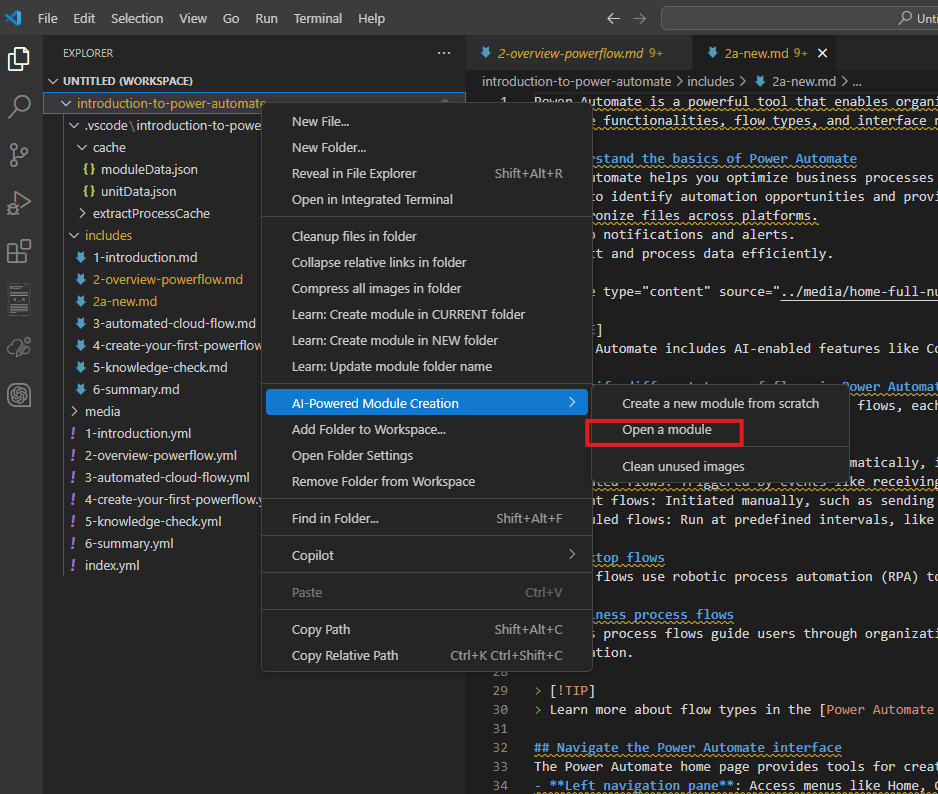 File Edit Selection View Go Run Terminal Help
EXPLORER
2-overview-powerflow.md 9+
2a-new.md 9+
UNTITLED (WORKSPACE)
introduction-to-power-automate > includes > 2a-new.md > ...
introduction-to-power-automate
.vscode\introduction-to-powe
cache
{} moduleData.json
{} unitData.json
extractProcessCache
includes
1-introduction.md
2-overview-powerflow.md
2a-new.md
3-automated-cloud-flow.md
4-create-your-first-powerflow
5-knowledge-check.md
6-summary.md
media
! 1-introduction.yml
! 2-overview-powerflow.yml
! 3-automated-cloud-flow.yml
! 4-create-your-first-powerflow.y
! 5-knowledge-check.yml
! 6-summary.yml
! index.yml
New File...
New Folder...
Reveal in File Explorer Shift+Alt+R
Open in Integrated Terminal
Cleanup files in folder
Collapse relative links in folder
Compress all images in folder
Learn: Create module in CURRENT folder
Learn: Create module in NEW folder
Learn: Update module folder name
AI-Powered Module Creation
Add Folder to Workspace...
Open Folder Settings
Remove Folder from Workspace
Find in Folder... Shift+Alt+F
Copilot
Paste Ctrl+V
Copy Path Shift+Alt+C
Copy Relative Path Ctrl+K Ctrl+Shift+C
Create a new module from scratch
Open a module
Clean unused images
1 Power Automate is a powerful tool that enables organi
e functionalities, flow types, and interface n
rstand the basics of Power Automate
utomate helps you optimize business processes
to identify automation opportunities and provi
ronize files across platforms.
notifications and alerts.
ct and process data efficiently.
e type="content" source="../media/home-full-nu
E]
Automate includes AI-enabled features like Co
flows, each
matically, i
Triggered by events like receiving
nt flows: Initiated manually, such as sending
uled flows: Run at predefined intervals, like
ktop flows
flows use robotic process automation (RPA) to
iness process flows
s process flows guide users through organizati
ation.
28
29 > [!TIP]
30 > Learn more about flow types in the [Power Automate
31
32 ## Navigate the Power Automate interface
33 The Power Automate home page provides tools for creat
34 - **Left navigation pane**: Access menus like Home, C